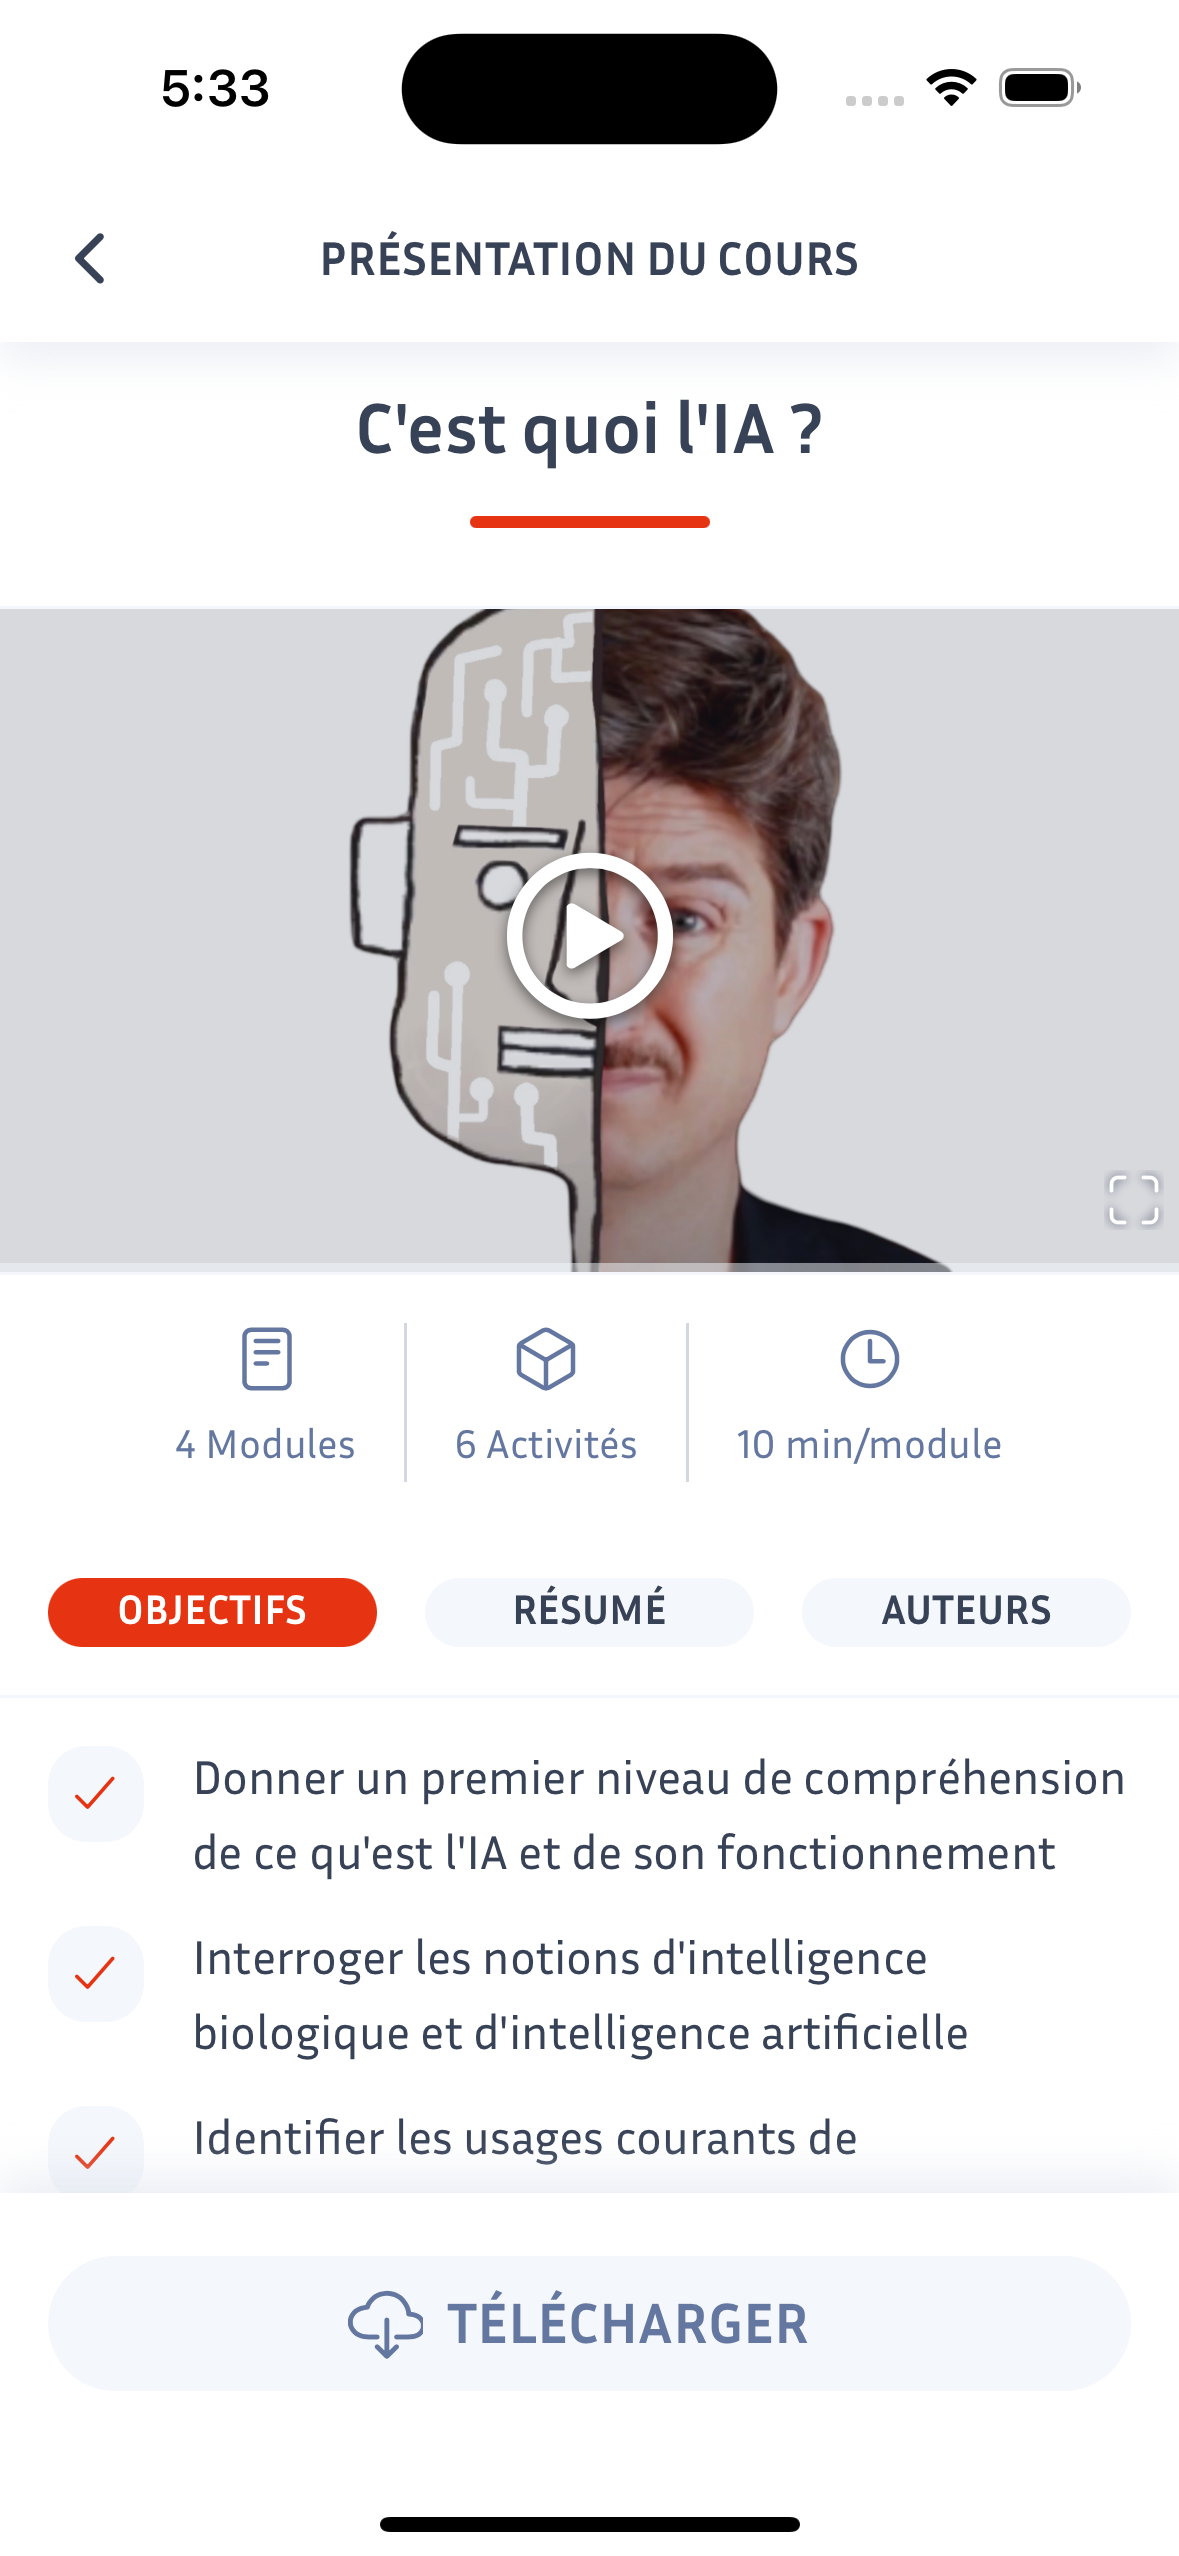 5:33
PRÉSENTATION DU COURS
C'est quoi l'IA ?
4 Modules
6 Activités
10 min/module
OBJECTIFS
RÉSUMÉ
AUTEURS
Donner un premier niveau de compréhension
de ce qu'est l'IA et de son fonctionnement
Interroger les notions d'intelligence
biologique et d'intelligence artificielle
Identifier les usages courants de
TÉLÉCHARGER